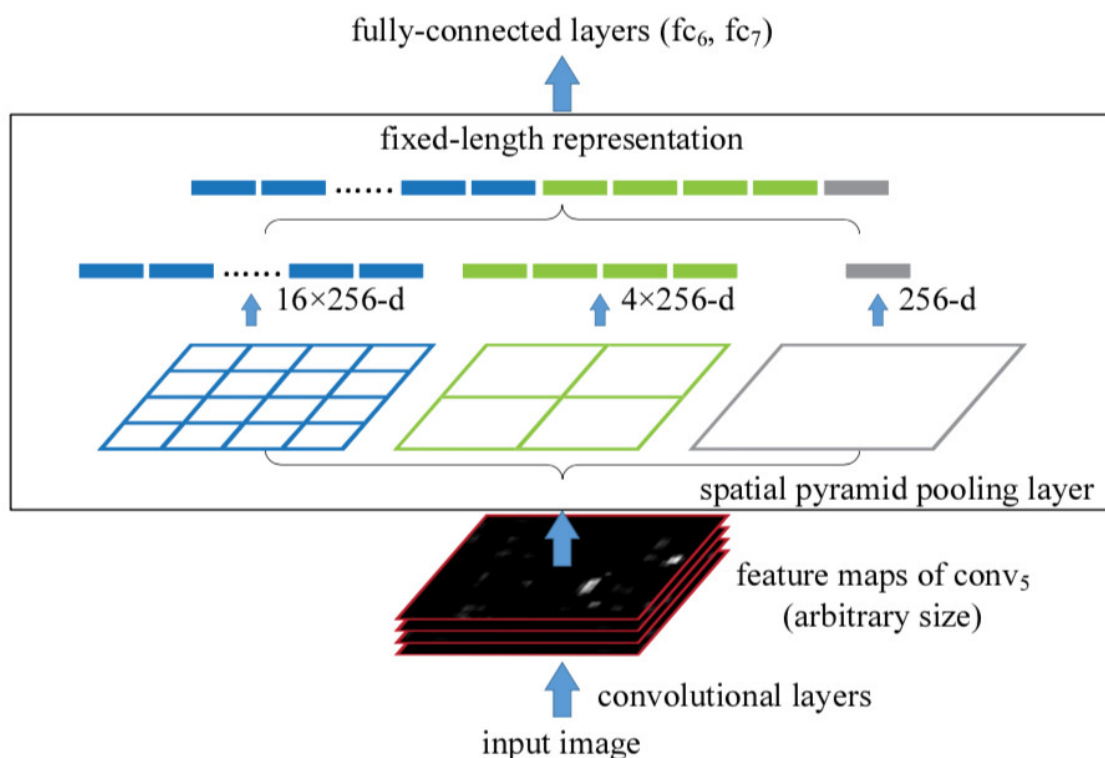 fully-connected layers (fc₆, fc₇)
fixed-length representation
......
......
16×256-d
4×256-d
256-d
spatial pyramid pooling layer
feature maps of conv₅
(arbitrary size)
convolutional layers
input image